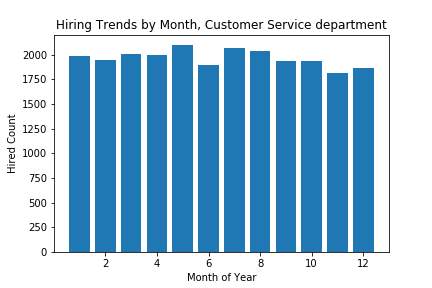 Hiring Trends by Month, Customer Service department
2000
1750
1500
1250
1000
750
500
250
0
Hired Count
2 4 6 8 10 12
Month of Year